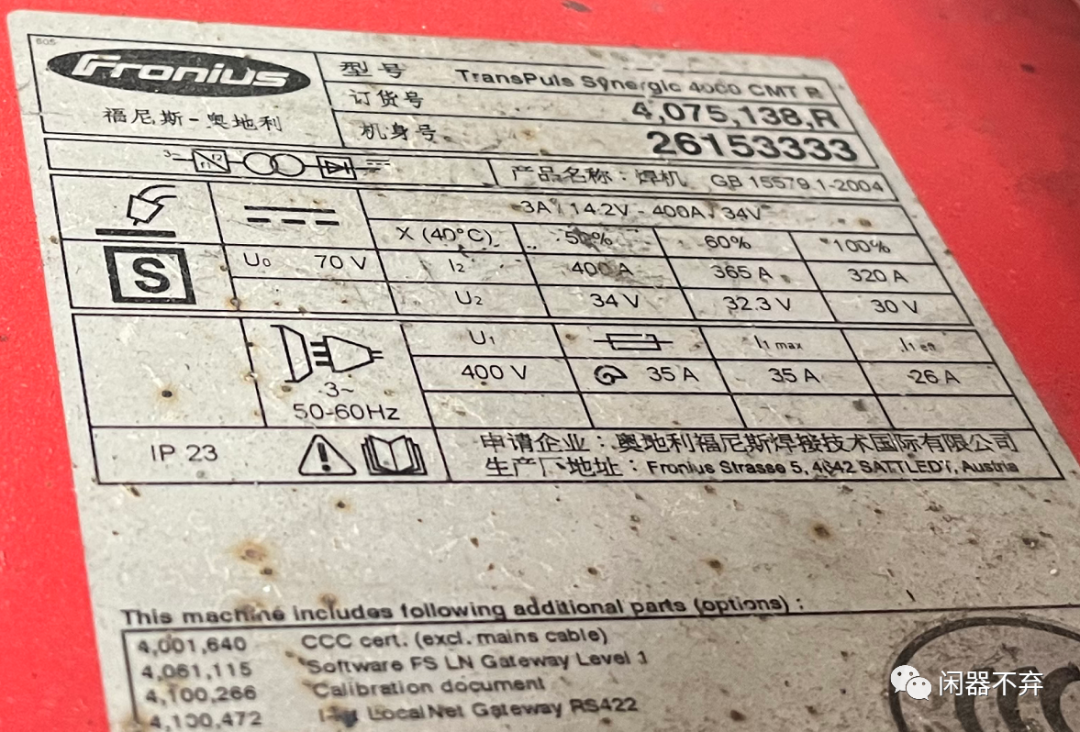 Fronius
福尼斯-奥地利
型号 TransPuls Synergic 4000 CMT R
订货号 4,075,138,R
机身号 26153333
3~
产品名称:焊机 GB 15579.1-2004
3A / 14.2V - 400A / 34V
X (40°C) 50% 60% 100%
S
U0 70 V
I2 400 A 365 A 320 A
U2 34 V 32.3 V 30 V
U1 I1 max I1 eff
400 V 35 A 35 A 26 A
3~
50-60Hz
IP 23
申请企业:奥地利福尼斯焊接技术国际有限公司
生产厂地址:Fronius Strasse 5, 4642 SATTLEDT, Austria
This machine includes following additional parts (options) :
4,001,640 CCC cert. (excl. mains cable)
4,061,115 Software FS LN Gateway Level 1
4,100,266 Calibration document
4,100,472 LocalNet Gateway RS422
闲器不弃